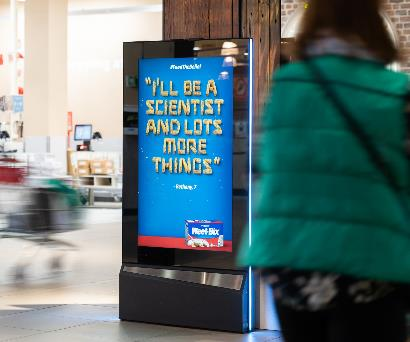 #FeedTheBelief
"I'LL BE A
SCIENTIST
AND LOTS
MORE
THINGS"
- Bethany, 7
Weet-Bix